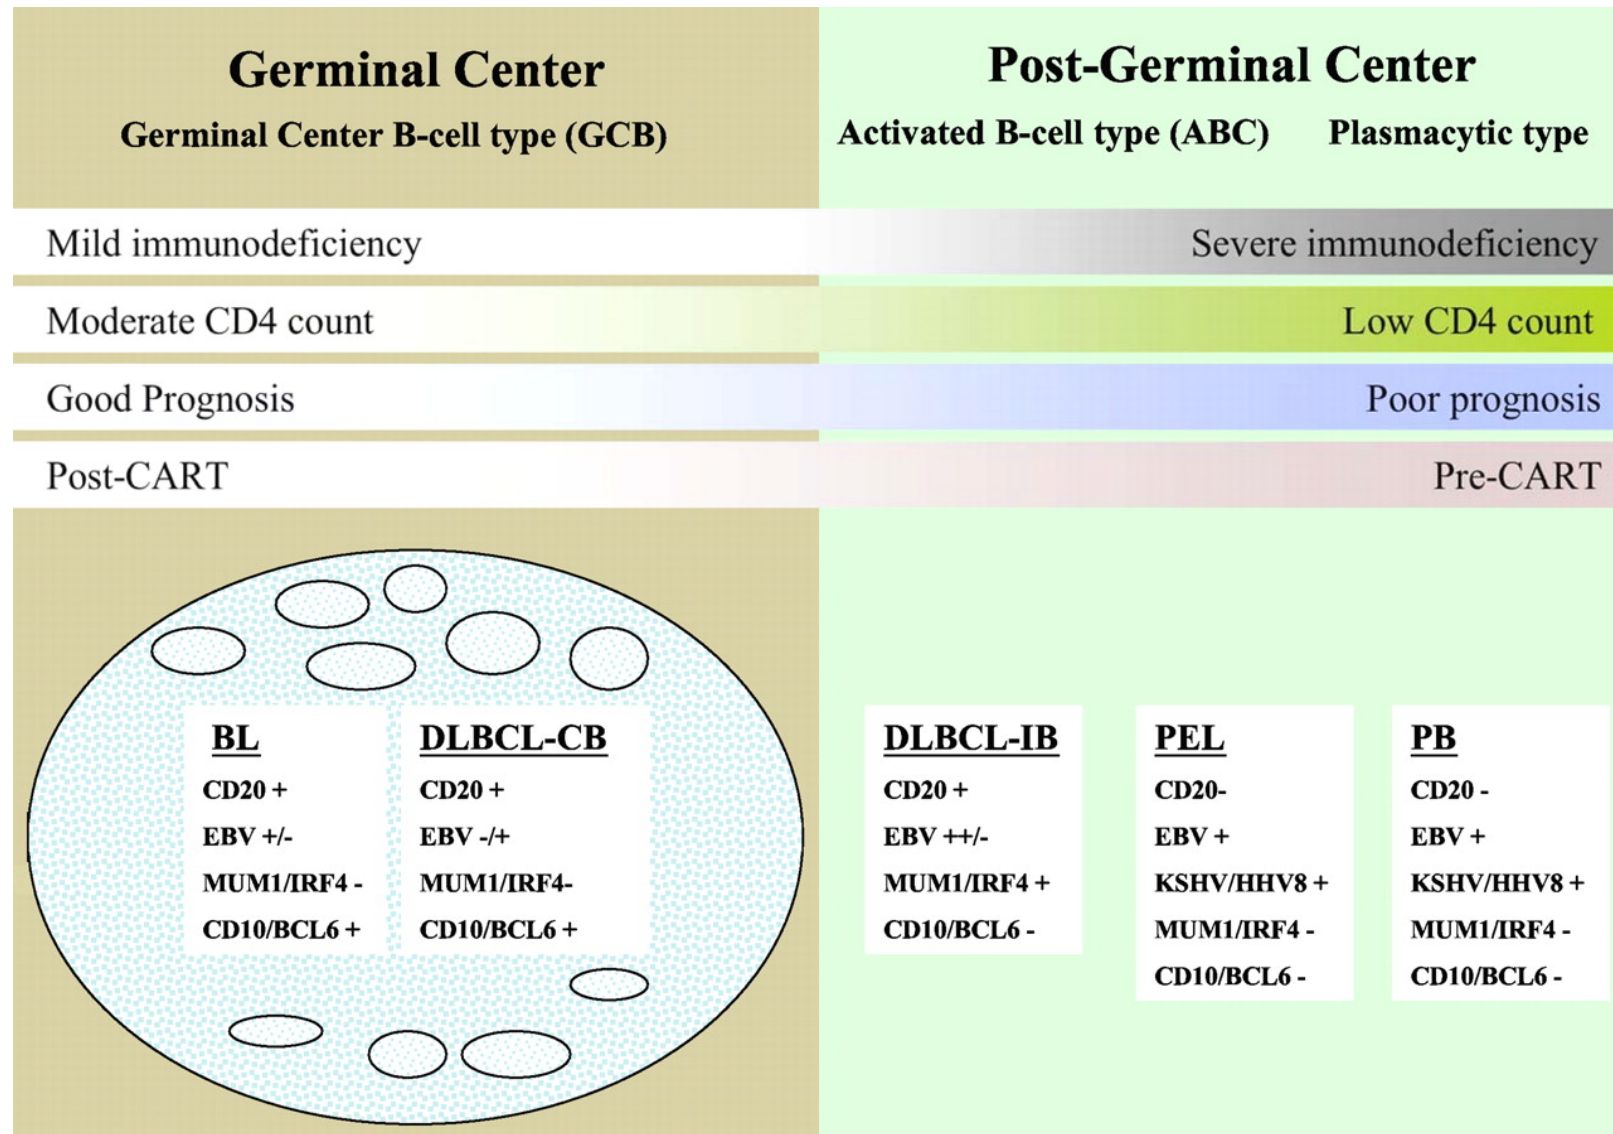 Germinal Center
Germinal Center B-cell type (GCB)
Post-Germinal Center
Activated B-cell type (ABC) Plasmacytic type
Mild immunodeficiency
Severe immunodeficiency
Moderate CD4 count
Low CD4 count
Good Prognosis
Poor prognosis
Post-CART
Pre-CART
BL
CD20 +
EBV +/-
MUM1/IRF4 -
CD10/BCL6 +
DLBCL-CB
CD20 +
EBV -/+
MUM1/IRF4-
CD10/BCL6 +
DLBCL-IB
CD20 +
EBV ++/-
MUM1/IRF4 +
CD10/BCL6 -
PEL
CD20-
EBV +
KSHV/HHV8 +
MUM1/IRF4 -
CD10/BCL6 -
PB
CD20 -
EBV +
KSHV/HHV8 +
MUM1/IRF4 -
CD10/BCL6 -